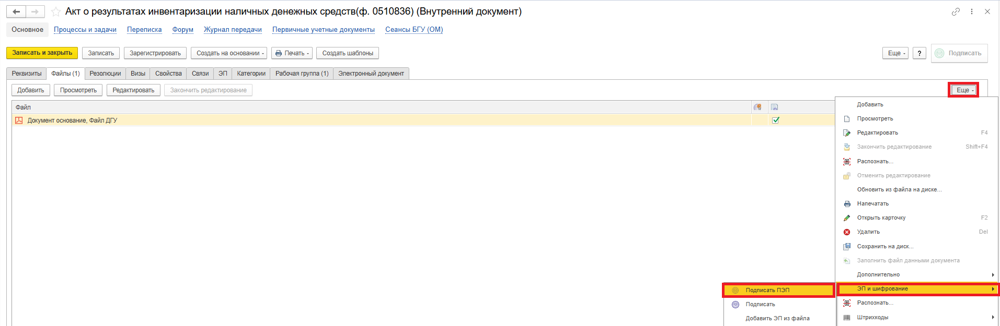 Акт о результатах инвентаризации наличных денежных средств(ф. 0510836) (Внутренний документ)
Основное Процессы и задачи Переписка Форум Журнал передачи Первичные учетные документы Сеансы БГУ (ОМ)
Записать и закрыть Записать Зарегистрировать Создать на основании Печать Создать шаблоны Еще ? Подписать
Реквизиты Файлы (1) Резолюции Визы Свойства Связи ЭП Категории Рабочая группа (1) Электронный документ
Добавить Просмотреть Редактировать Закончить редактирование Еще
Файл
Документ основание, Файл ДГУ
Добавить
Просмотреть
Редактировать F4
Закончить редактирование Shift+F4
Распознать...
Отменить редактирование
Обновить из файла на диске...
Напечатать
Открыть карточку F2
Удалить Del
Сохранить на диск...
Заполнить файл данными документа
Дополнительно
ЭП и шифрование
Распознать...
Штрихкоды
Подписать ПЭП
Подписать
Добавить ЭП из файла